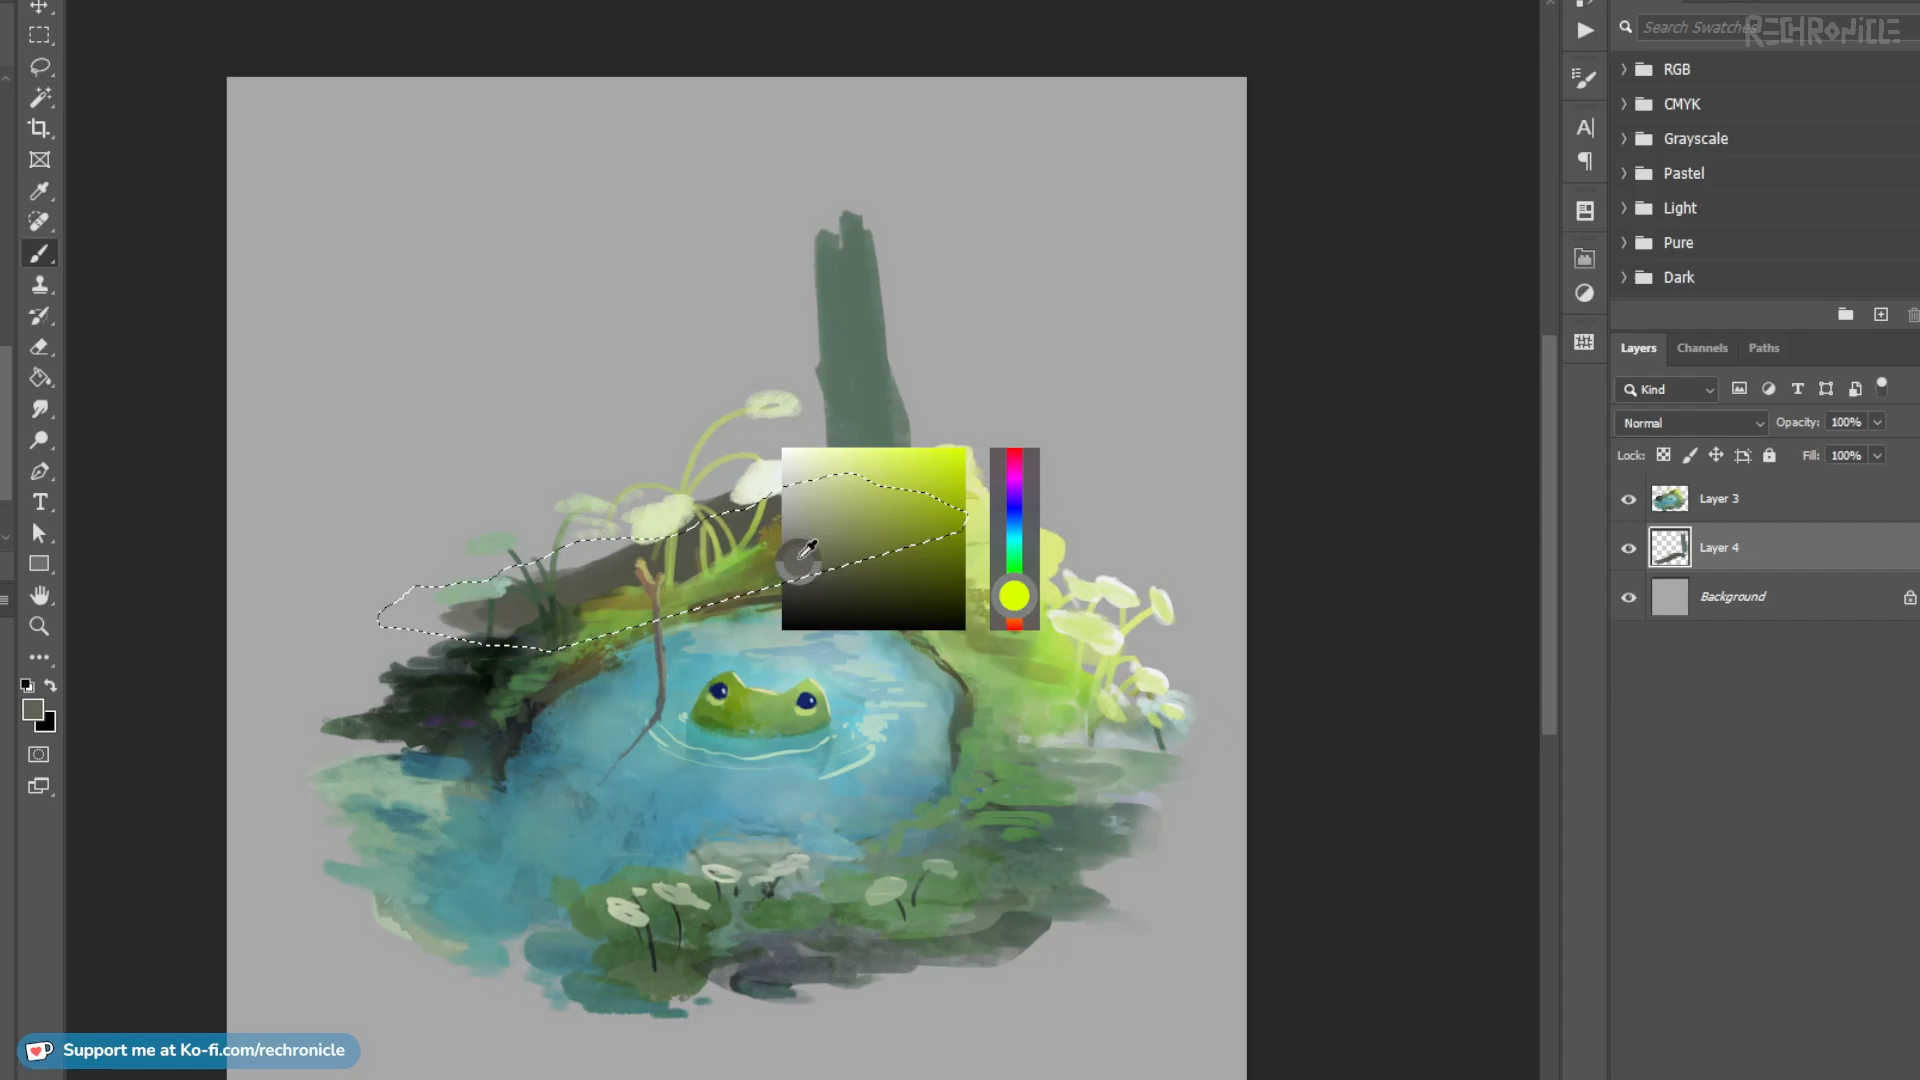 Search Swatches
RECHRONICLE
RGB
CMYK
Grayscale
Pastel
Light
Pure
Dark
Layers
Channels
Paths
Kind
Normal
Opacity:
100%
Lock:
Fill:
100%
Layer 3
Layer 4
Background
Support me at Ko-fi.com/rechronicle